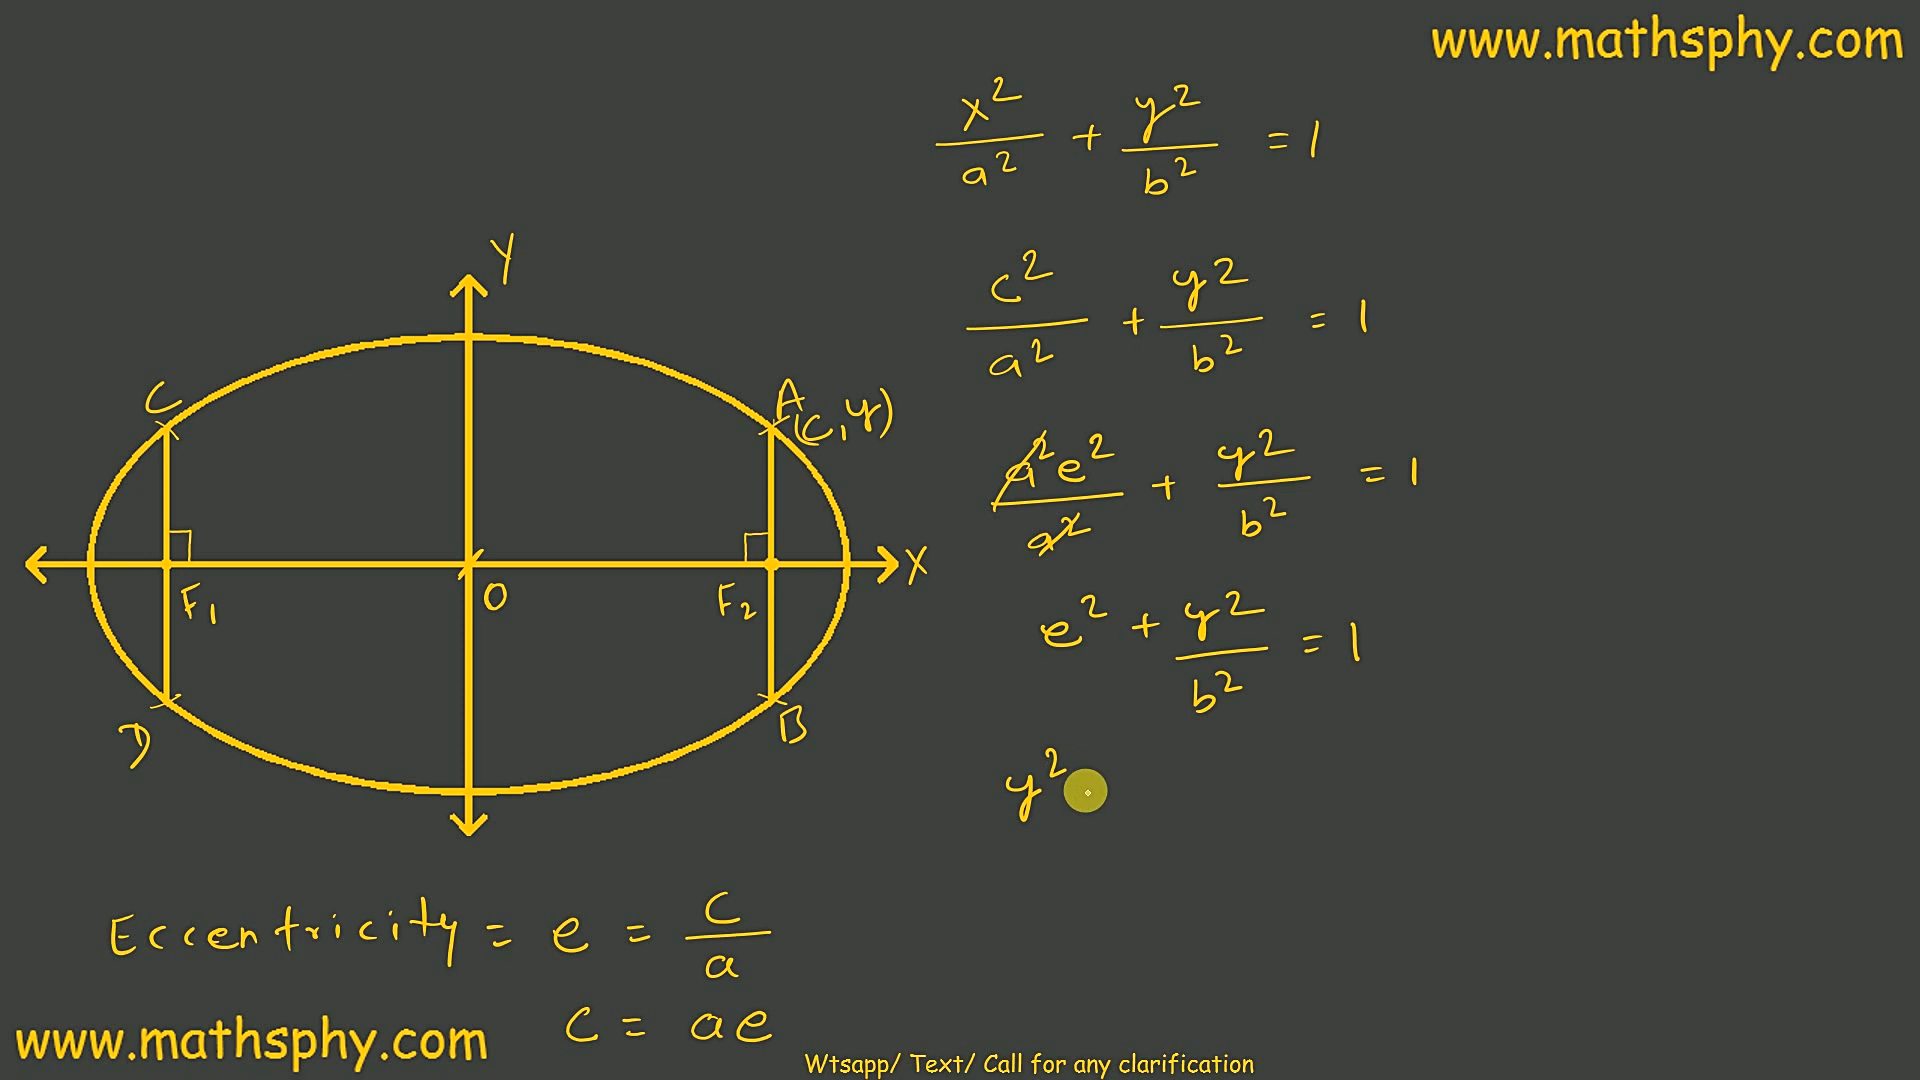 www.mathsphy.com
x²/a² + y²/b² = 1
c²/a² + y²/b² = 1
a²e²/a² + y²/b² = 1
e² + y²/b² = 1
y²
Y
C
A
(c,y)
X
F₁
O
F₂
D
B
Eccentricity = e = c/a
c = ae
www.mathsphy.com
Wtsapp/ Text/ Call for any clarification